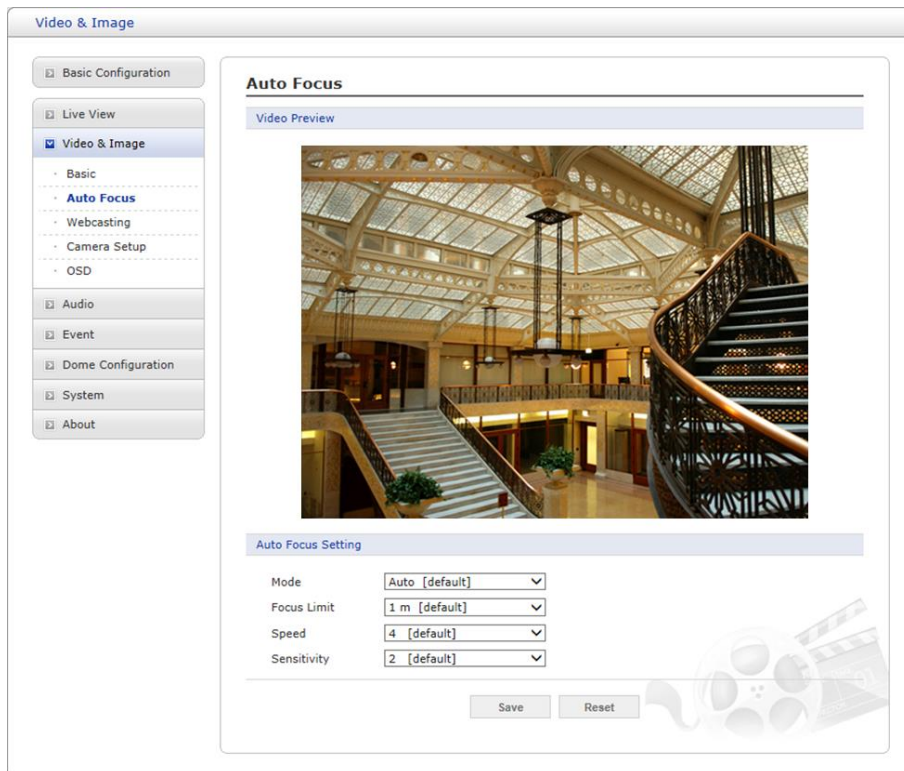 Video & Image
Basic Configuration
Live View
Video & Image
Basic
Auto Focus
Webcasting
Camera Setup
OSD
Audio
Event
Dome Configuration
System
About
Auto Focus
Video Preview
Auto Focus Setting
Mode Auto [default]
Focus Limit 1 m [default]
Speed 4 [default]
Sensitivity 2 [default]
Save Reset